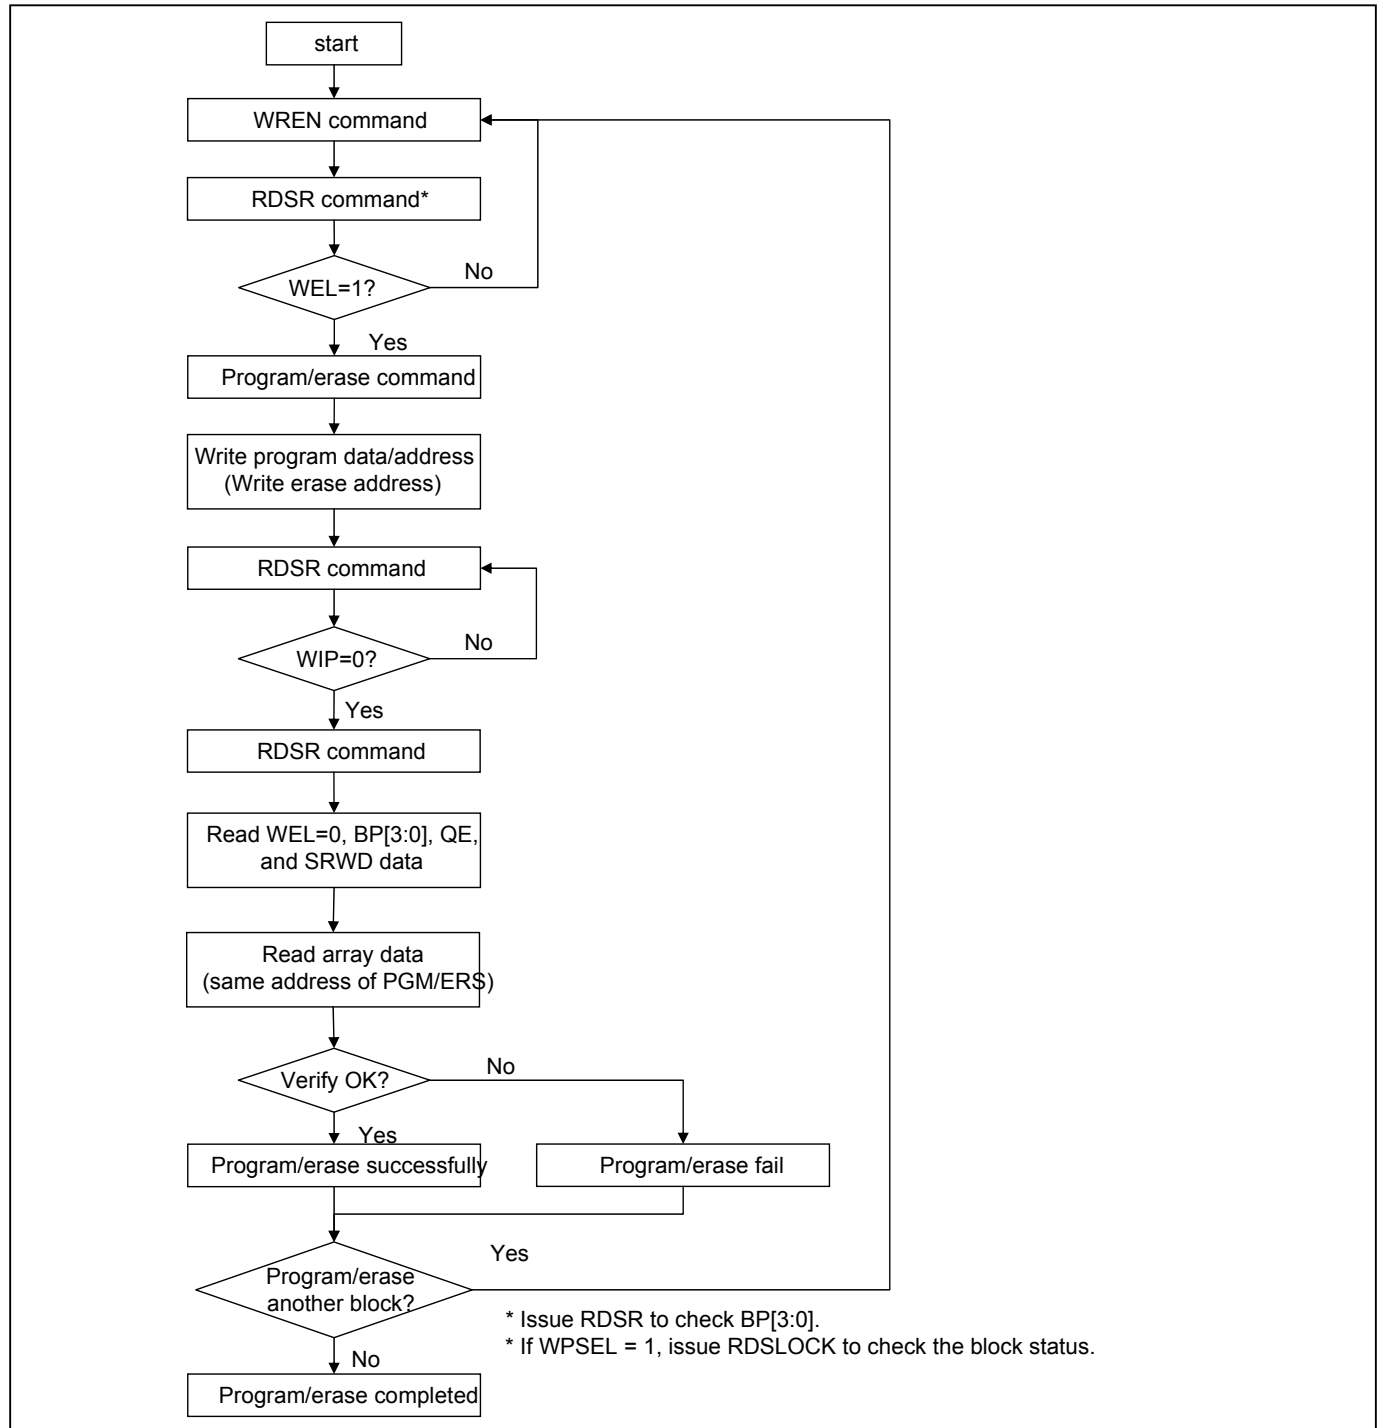 start
WREN command
RDSR command*
WEL=1?
No
Yes
Program/erase command
Write program data/address
(Write erase address)
RDSR command
WIP=0?
No
Yes
RDSR command
Read WEL=0, BP[3:0], QE,
and SRWD data
Read array data
(same address of PGM/ERS)
Verify OK?
No
Yes
Program/erase successfully
Program/erase fail
Yes
Program/erase
another block?
* Issue RDSR to check BP[3:0].
* If WPSEL = 1, issue RDSLOCK to check the block status.
No
Program/erase completed